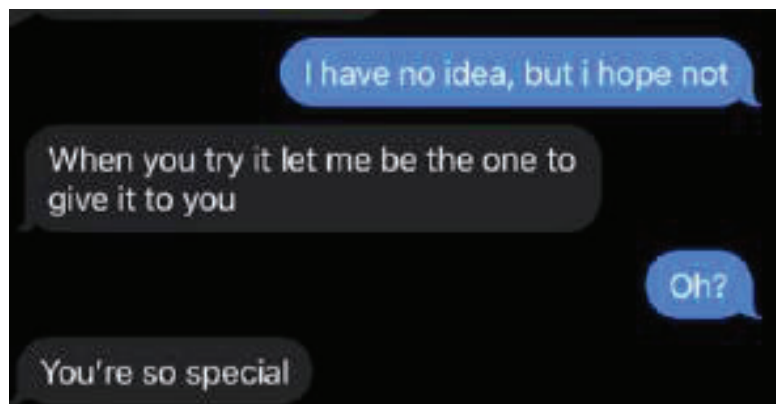 I have no idea, but i hope not
When you try it let me be the one to
give it to you
Oh?
You're so special